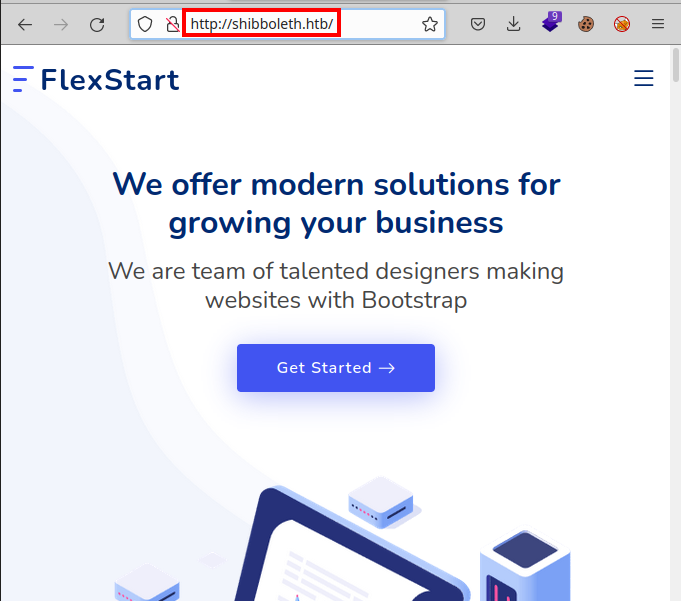 http://shibboleth.htb/
9
FlexStart
We offer modern solutions for
growing your business
We are team of talented designers making
websites with Bootstrap
Get Started →